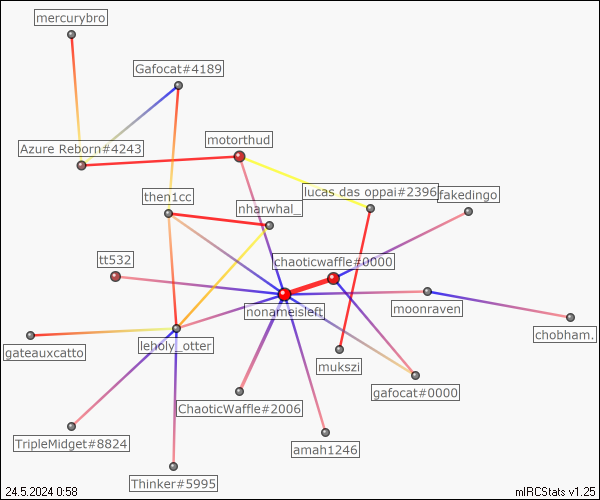 mercurybro
Gafocat#4189
motorthud
Azure Reborn#4243
lucas das oppai#2396
fakedingo
then1cc
nharwhal_
tt532
chaoticwaffle#0000
nonameisleft
moonraven
chobham.
gateauxcatto
leholy_otter
mukszi
gafocat#0000
ChaoticWaffle#2006
TripleMidget#8824
amah1246
Thinker#5995
24.5.2024 0:58
mIRCStats v1.25